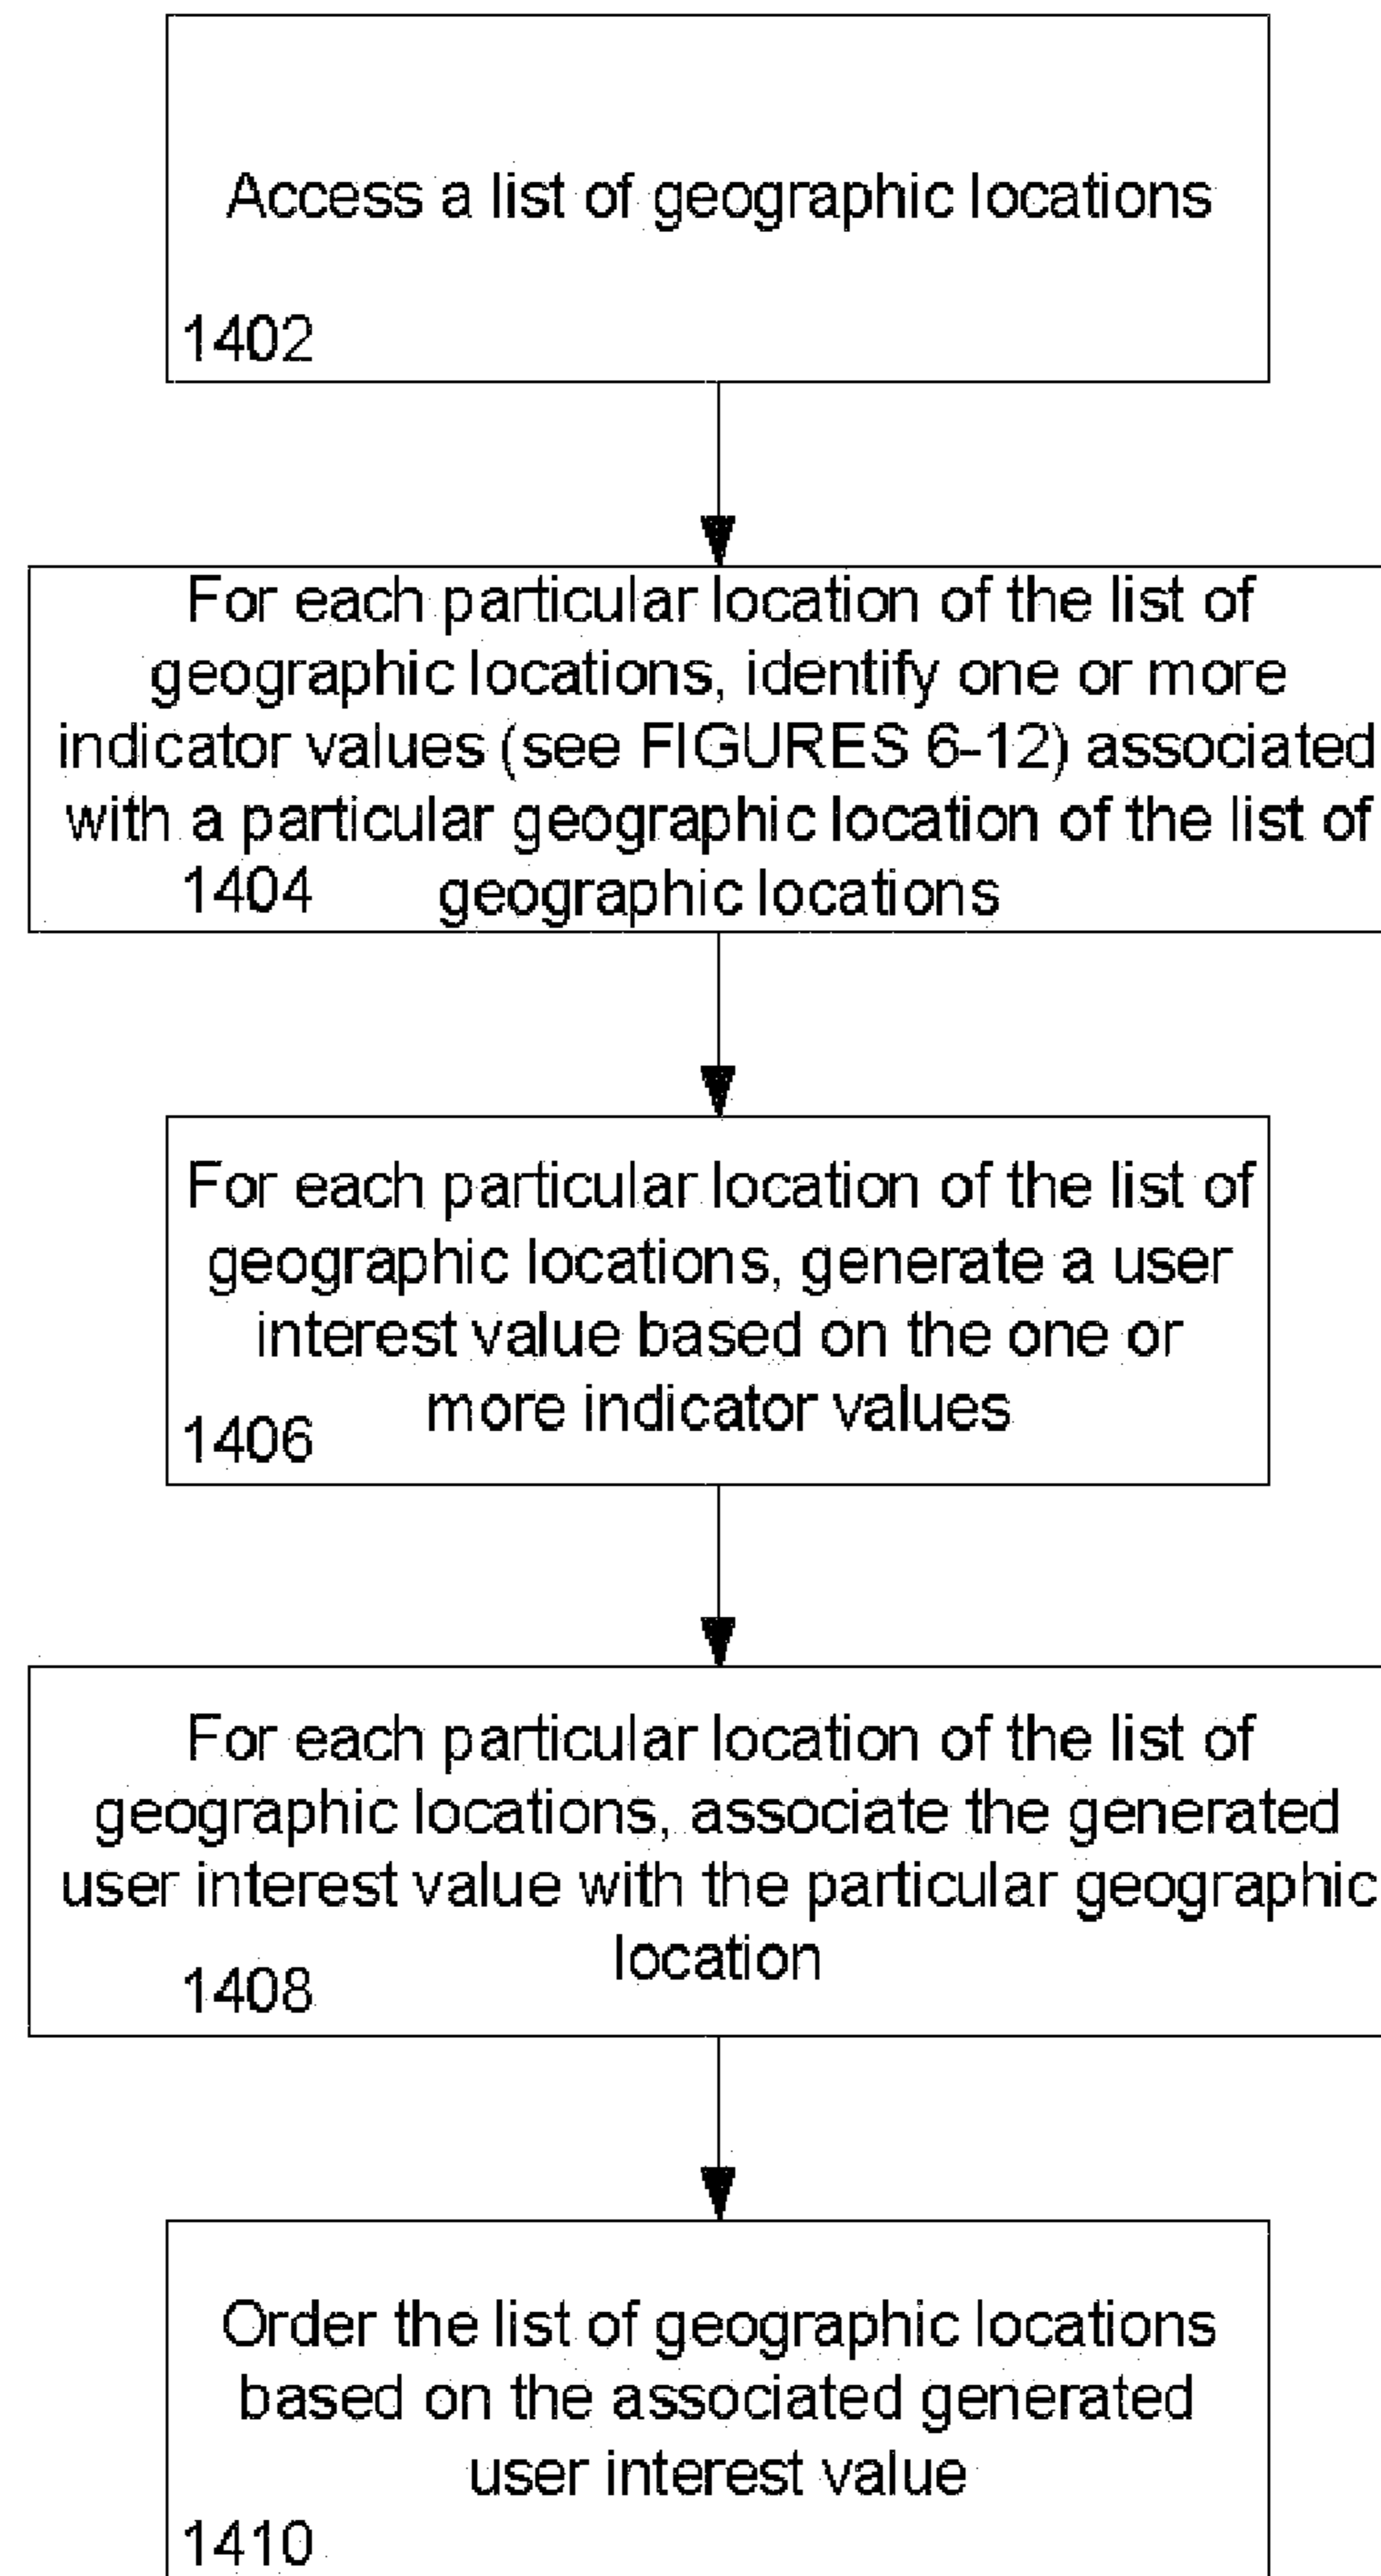 Access a list of geographic locations
1402
For each particular location of the list of
geographic locations, identify one or more
indicator values (see FIGURES 6-12) associated
with a particular geographic location of the list of
1404 geographic locations
For each particular location of the list of
geographic locations, generate a user
interest value based on the one or
more indicator values
1406
For each particular location of the list of
geographic locations, associate the generated
user interest value with the particular geographic
location
1408
Order the list of geographic locations
based on the associated generated
user interest value
1410